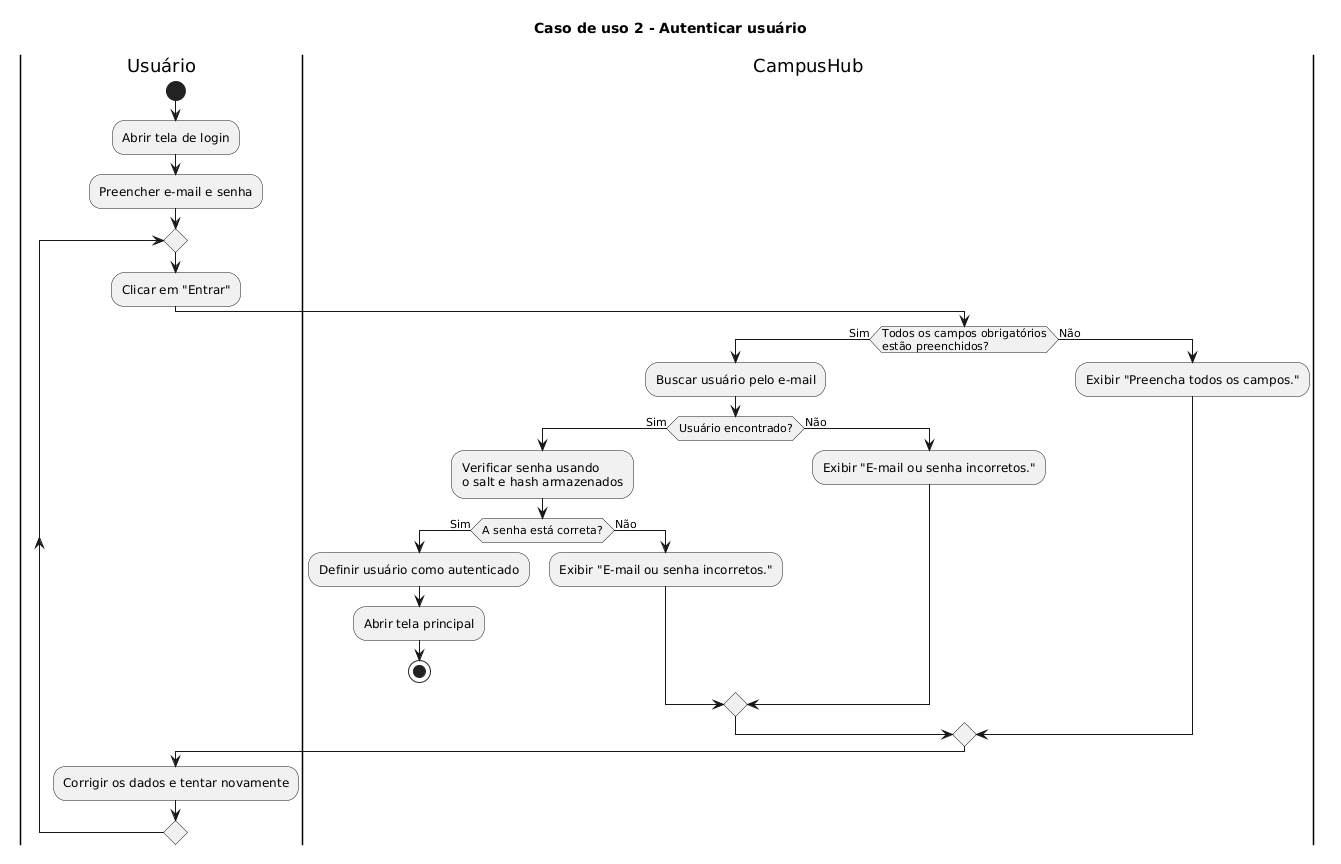 Caso de uso 2 - Autenticar usuário
Usuário
CampusHub
Abrir tela de login
Preencher e-mail e senha
Clicar em "Entrar"
Sim
Todos os campos obrigatórios
estão preenchidos?
Não
Buscar usuário pelo e-mail
Exibir "Preencha todos os campos."
Sim
Usuário encontrado?
Não
Verificar senha usando
o salt e hash armazenados
Exibir "E-mail ou senha incorretos."
Sim
A senha está correta?
Não
Definir usuário como autenticado
Exibir "E-mail ou senha incorretos."
Abrir tela principal
Corrigir os dados e tentar novamente